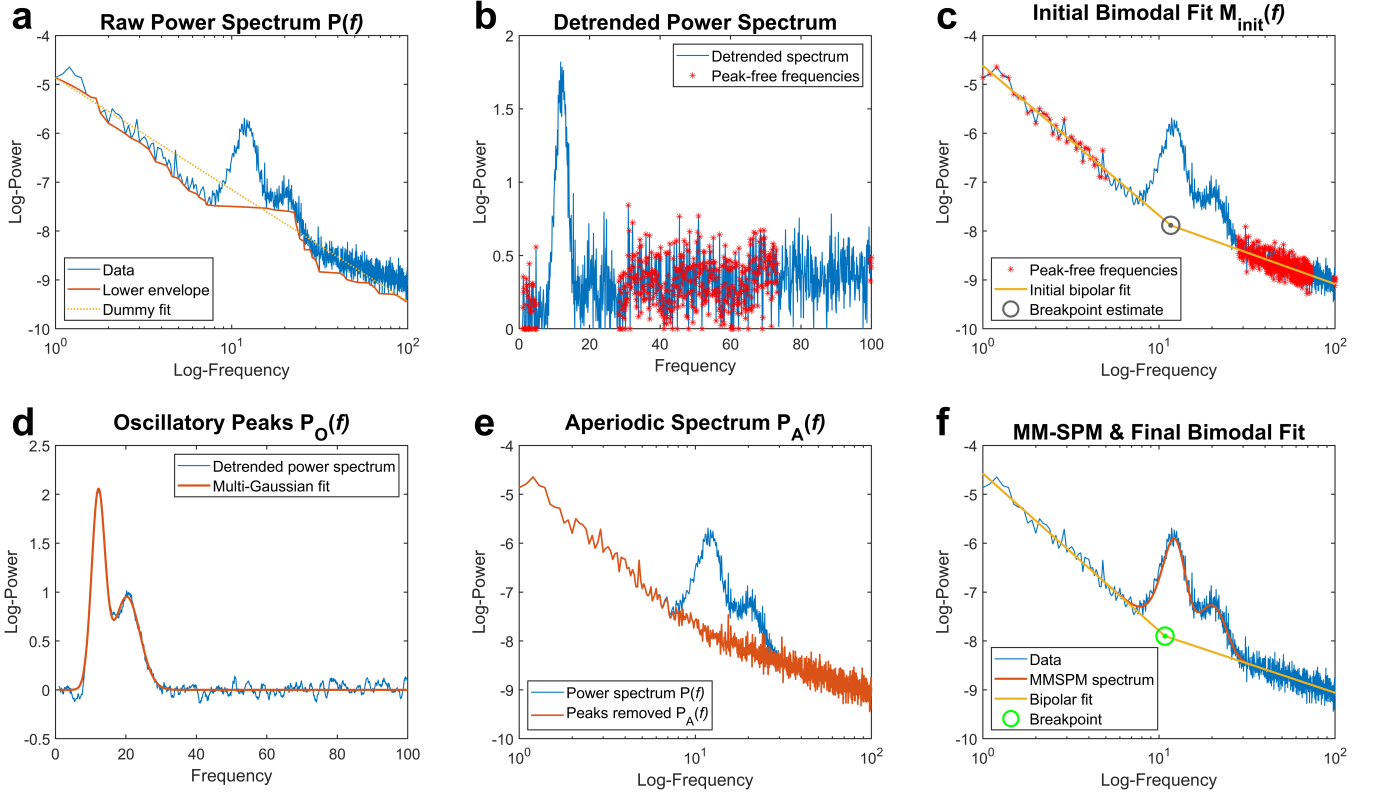 a
Raw Power Spectrum P(f)
-4
-5
-6
-7
-8
-9
-10
Log-Power
Data
Lower envelope
Dummy fit
10^0
10^1
10^2
Log-Frequency
b
Detrended Power Spectrum
2
1.5
1
0.5
0
Log-Power
Detrended spectrum
Peak-free frequencies
0
20
40
60
80
100
Frequency
c
Initial Bimodal Fit M_init(f)
-4
-5
-6
-7
-8
-9
-10
Log-Power
Peak-free frequencies
Initial bipolar fit
Breakpoint estimate
10^0
10^1
10^2
Log-Frequency
d
Oscillatory Peaks P_O(f)
2.5
2
1.5
1
0.5
0
-0.5
Log-Power
Detrended power spectrum
Multi-Gaussian fit
0
20
40
60
80
100
Frequency
e
Aperiodic Spectrum P_A(f)
-4
-5
-6
-7
-8
-9
-10
Log-Power
Power spectrum P(f)
Peaks removed P_A(f)
10^0
10^1
10^2
Log-Frequency
f
MM-SPM & Final Bimodal Fit
-4
-5
-6
-7
-8
-9
-10
Log-Power
Data
MMSPM spectrum
Bipolar fit
Breakpoint
10^0
10^1
10^2
Log-Frequency